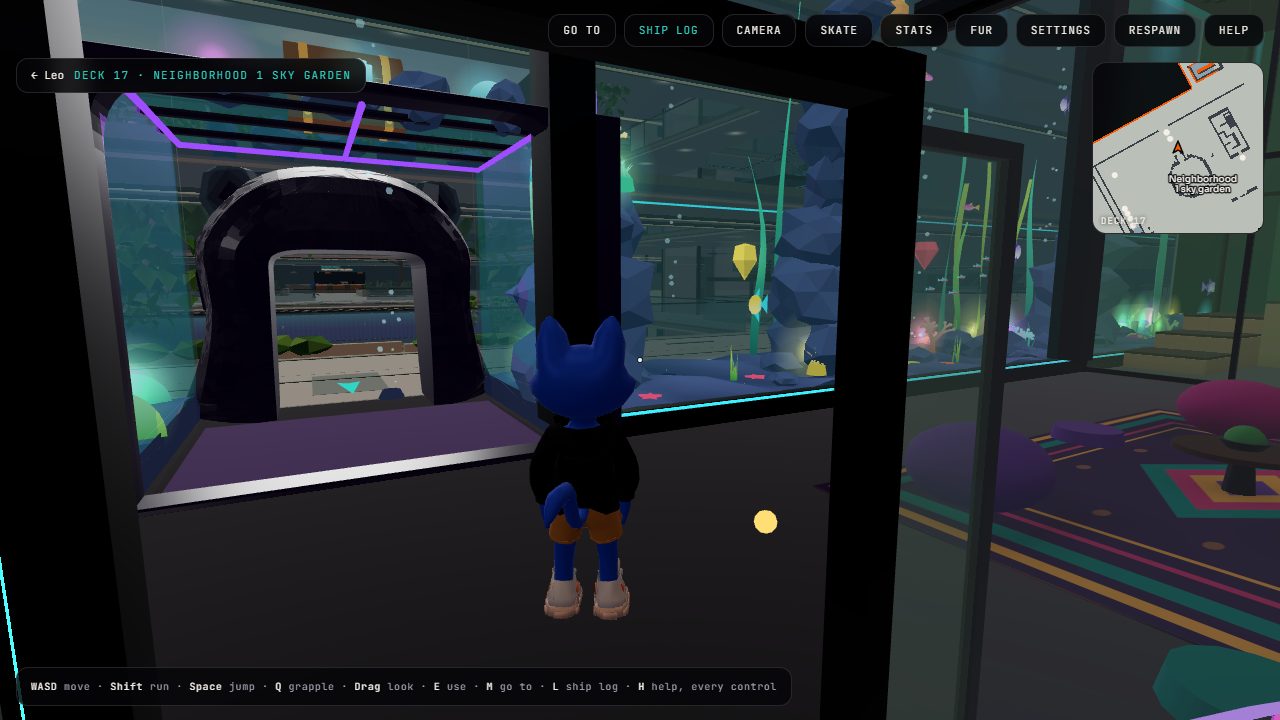 GO TO
SHIP LOG
CAMERA
SKATE
STATS
FUR
SETTINGS
RESPAWN
HELP
← Leo DECK 17 · NEIGHBORHOOD 1 SKY GARDEN
Neighborhood
1 sky garden
DECK 17
WASD move · Shift run · Space jump · Q grapple · Drag look · E use · M go to · L ship log · H help, every control